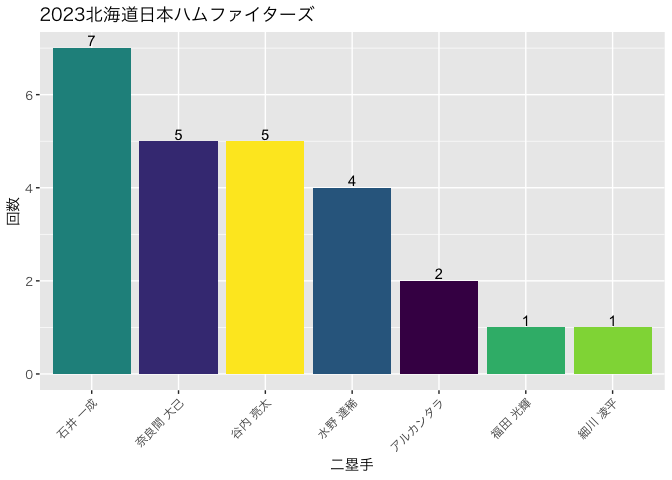 2023北海道日本ハムファイターズ
7
5
5
4
2
1
1
6
4
2
0
回数
石井 一成
奈良間 大己
谷内 亮太
水野 達稀
アルカンタラ
福田 光輝
細川 凌平
二塁手